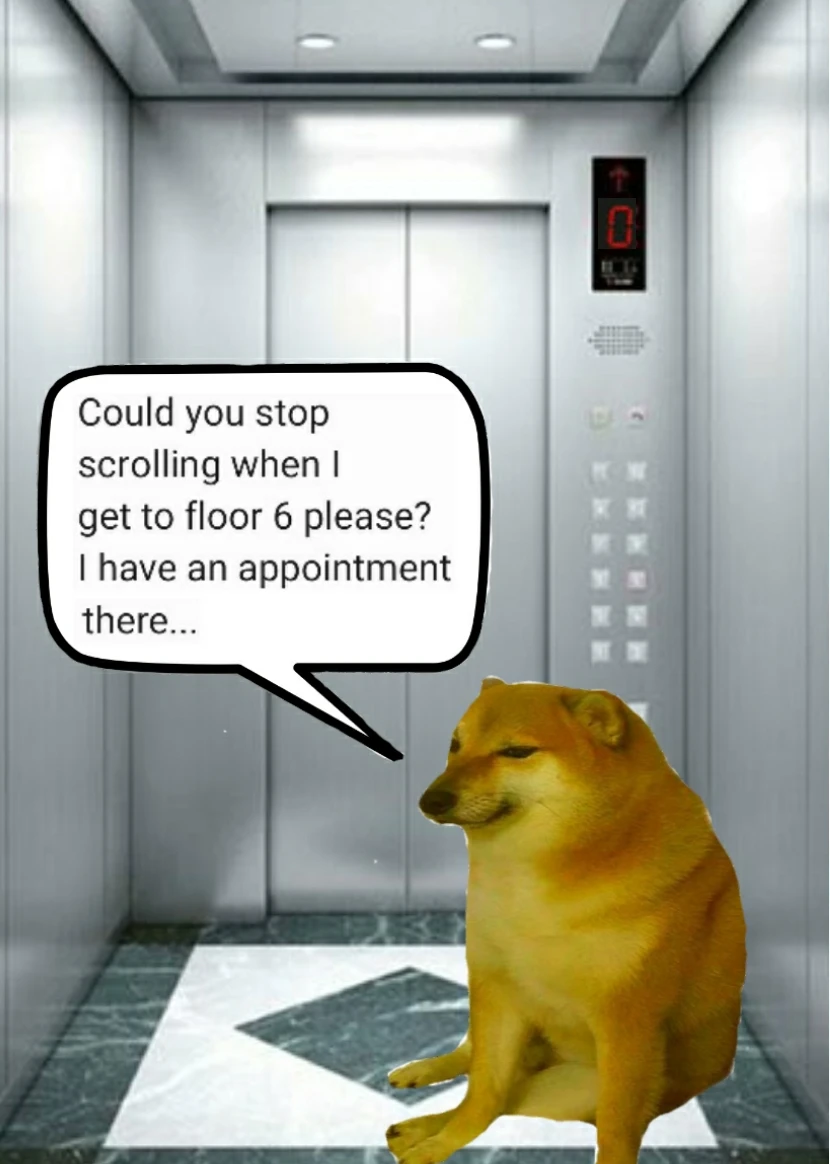 0
Could you stop
scrolling when I
get to floor 6 please?
I have an appointment
there...